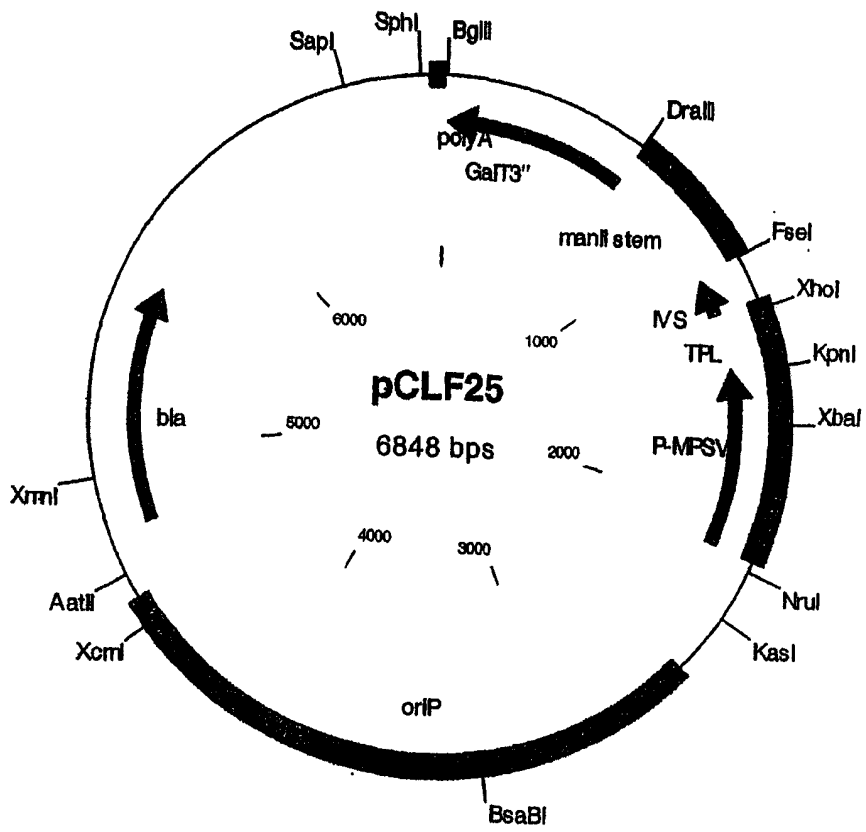 SphI
BglII
SapI
DraIII
polyA
GalT3"
manII stem
FseI
XhoI
6000
1000
IVS
TPL
KpnI
pCLF25
bla
5000
6848 bps
2000
P-MPSV
XbaI
XmnI
4000
3000
AatII
NruI
XcmI
KasI
oriP
BsaBI